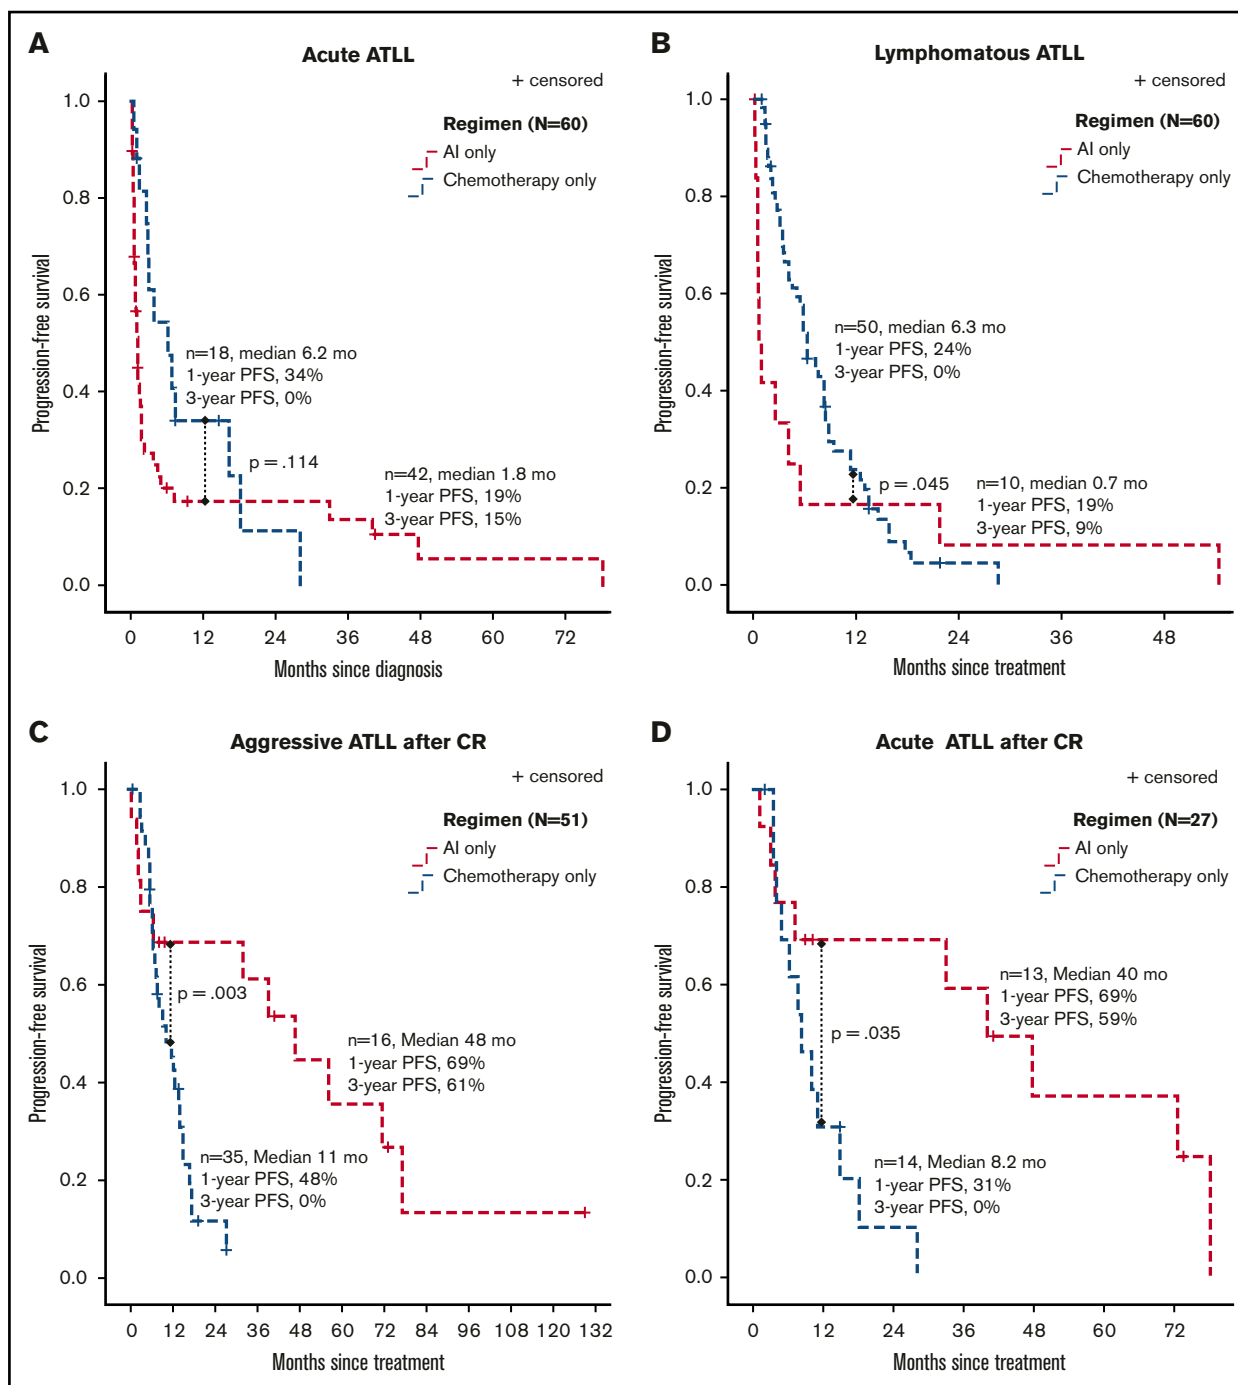 A
Acute ATLL
+ censored
Regimen (N=60)
AI only
Chemotherapy only
Progression-free survival
1.0
0.8
0.6
0.4
0.2
0.0
n=18, median 6.2 mo
1-year PFS, 34%
3-year PFS, 0%
p = .114
n=42, median 1.8 mo
1-year PFS, 19%
3-year PFS, 15%
0 12 24 36 48 60 72
Months since diagnosis
B
Lymphomatous ATLL
+ censored
Regimen (N=60)
AI only
Chemotherapy only
Progression-free survival
1.0
0.8
0.6
0.4
0.2
0.0
n=50, median 6.3 mo
1-year PFS, 24%
3-year PFS, 0%
p = .045
n=10, median 0.7 mo
1-year PFS, 19%
3-year PFS, 9%
0 12 24 36 48
Months since treatment
C
Aggressive ATLL after CR
+ censored
Regimen (N=51)
AI only
Chemotherapy only
Progression-free survival
1.0
0.8
0.6
0.4
0.2
0.0
p = .003
n=16, Median 48 mo
1-year PFS, 69%
3-year PFS, 61%
n=35, Median 11 mo
1-year PFS, 48%
3-year PFS, 0%
0 12 24 36 48 60 72 84 96 108 120 132
Months since treatment
D
Acute ATLL after CR
+ censored
Regimen (N=27)
AI only
Chemotherapy only
Progression-free survival
1.0
0.8
0.6
0.4
0.2
0.0
n=13, Median 40 mo
1-year PFS, 69%
3-year PFS, 59%
p = .035
n=14, Median 8.2 mo
1-year PFS, 31%
3-year PFS, 0%
0 12 24 36 48 60 72
Months since treatment